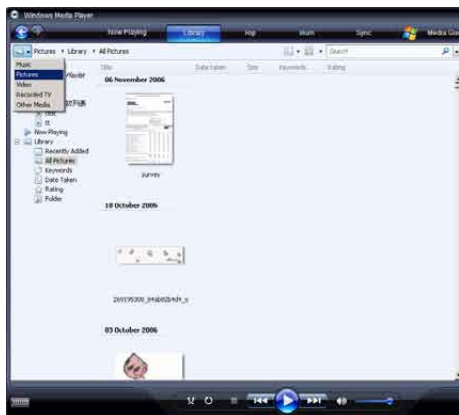 Windows Media Player
Now Playing
Library
Rip
Burn
Sync
Media Gui
Pictures
Library
All Pictures
Search
Music
Pictures
Video
Recorded TV
Other Media
Playlist
Title
Date taken
Size
Keywords
Rating
06 November 2006
survey
Now Playing
Library
Recently Added
All Pictures
Keywords
Date Taken
Rating
Folder
18 October 2006
03 October 2006